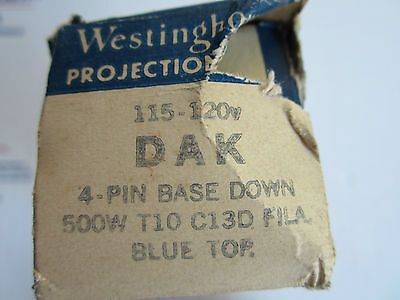 Westingho
PROJECTION
115-120v
DAK
4-PIN BASE DOWN
500W T10 C13D FILA.
BLUE TOP.